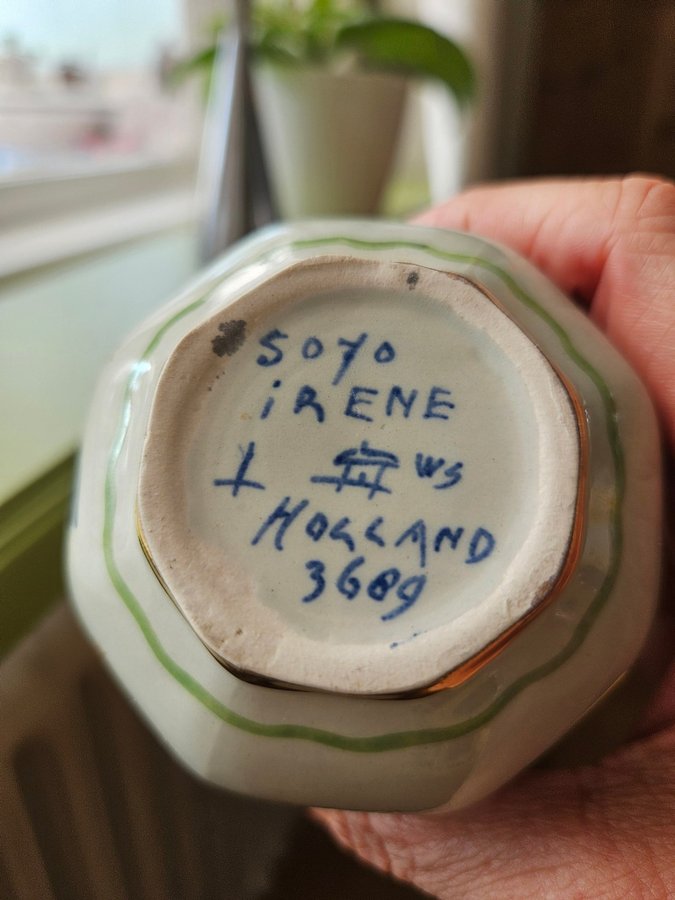 5070
iRENE
WS
HOLLAND
3689